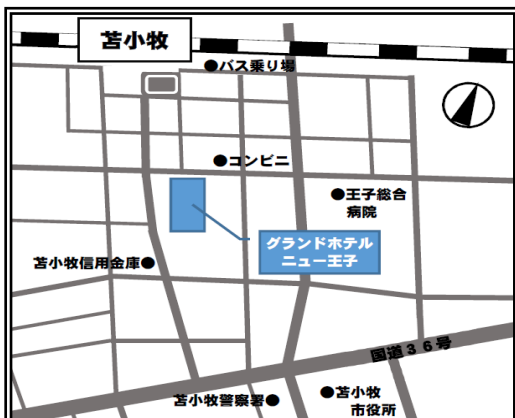 苫小牧
●バス乗り場
●コンビニ
●王子総合
病院
グランドホテル
ニュー王子
苫小牧信用金庫●
国道36号
苫小牧警察署●
●苫小牧
市役所